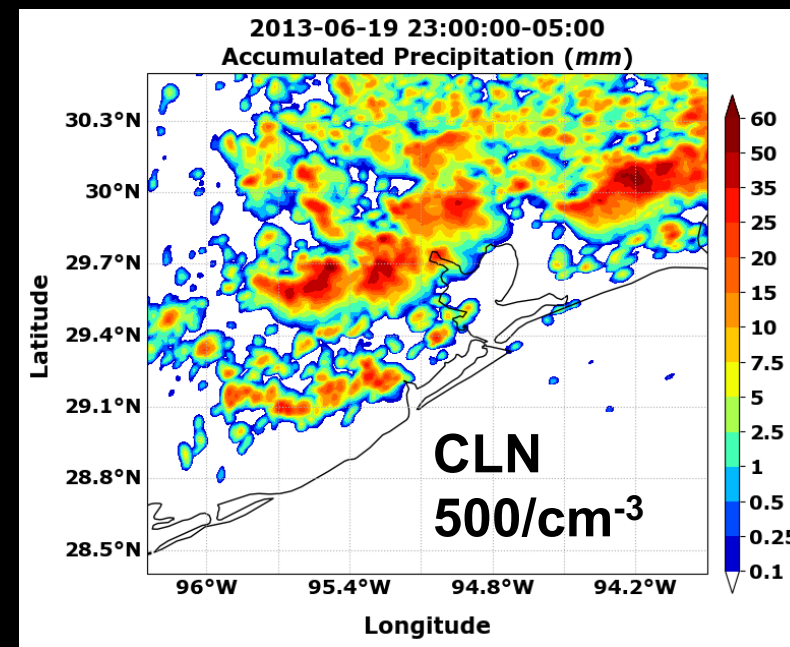 2013-06-19 23:00:00-05:00
Accumulated Precipitation (mm)
Latitude
30.3°N
30°N
29.7°N
29.4°N
29.1°N
28.8°N
28.5°N
CLN
500/cm⁻³
96°W 95.4°W 94.8°W 94.2°W
Longitude
60
50
35
25
20
15
10
7.5
5
2.5
1
0.5
0.25
0.1